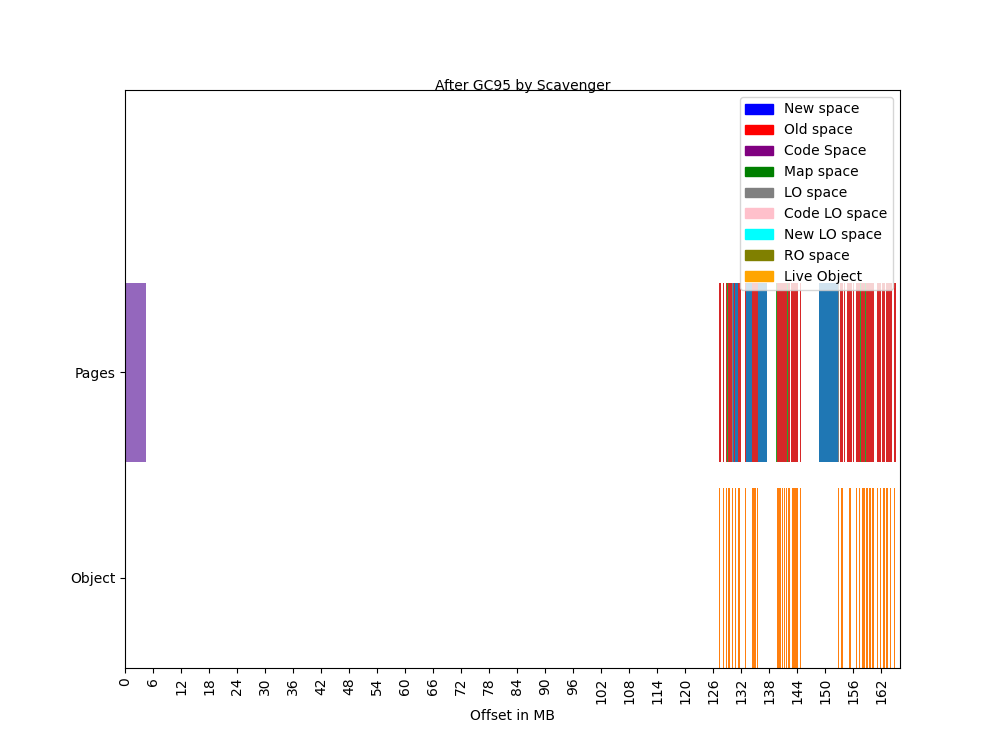 After GC95 by Scavenger
New space
Old space
Code Space
Map space
LO space
Code LO space
New LO space
RO space
Live Object
Pages
Object
0 6 12 18 24 30 36 42 48 54 60 66 72 78 84 90 96 102 108 114 120 126 132 138 144 150 156 162
Offset in MB